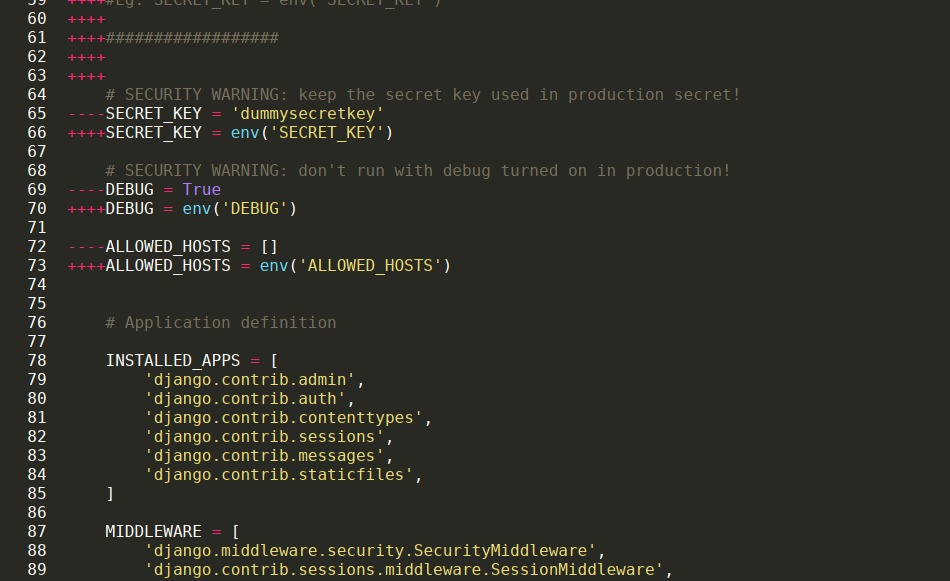 59 ++++#Eg: SECRET_KEY = env('SECRET_KEY')
60 ++++
61 ++++##################
62 ++++
63 ++++
64 # SECURITY WARNING: keep the secret key used in production secret!
65 ----SECRET_KEY = 'dummysecretkey'
66 ++++SECRET_KEY = env('SECRET_KEY')
67
68 # SECURITY WARNING: don't run with debug turned on in production!
69 ----DEBUG = True
70 ++++DEBUG = env('DEBUG')
71
72 ----ALLOWED_HOSTS = []
73 ++++ALLOWED_HOSTS = env('ALLOWED_HOSTS')
74
75
76 # Application definition
77
78 INSTALLED_APPS = [
79 'django.contrib.admin',
80 'django.contrib.auth',
81 'django.contrib.contenttypes',
82 'django.contrib.sessions',
83 'django.contrib.messages',
84 'django.contrib.staticfiles',
85 ]
86
87 MIDDLEWARE = [
88 'django.middleware.security.SecurityMiddleware',
89 'django.contrib.sessions.middleware.SessionMiddleware',